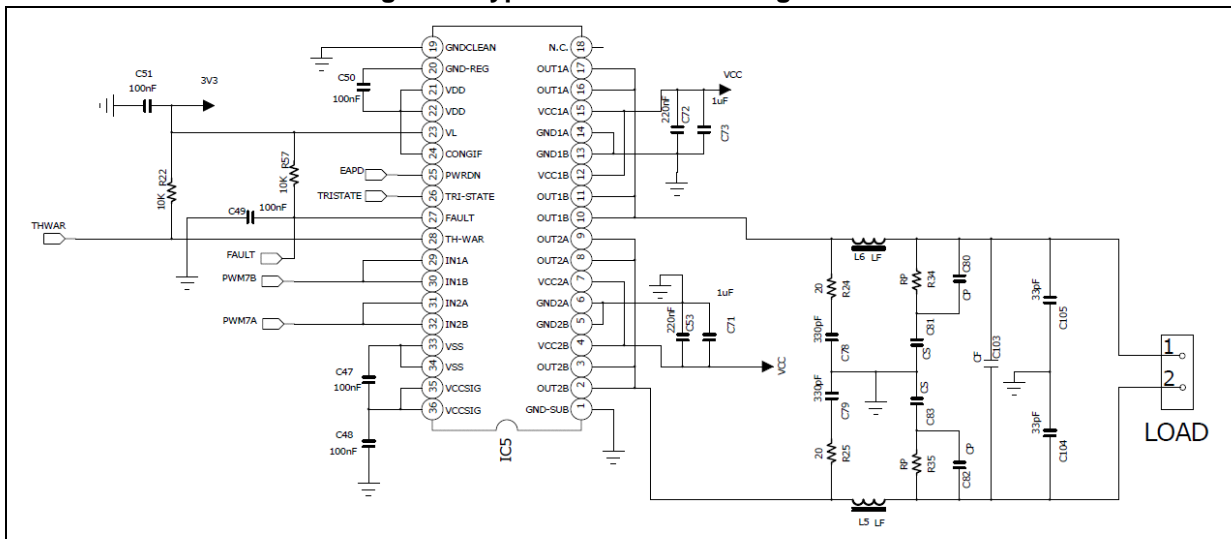 C51
100nF
3V3
C50
100nF
R22
10K
R57
10K
C49
100nF
THWAR
EAPD
TRISTATE
FAULT
PWM7B
PWM7A
C47
100nF
C48
100nF
19 GNDCLEAN
20 GND-REG
21 VDD
22 VDD
23 VL
24 CONGIF
25 PWRDN
26 TRI-STATE
27 FAULT
28 TH-WAR
29 IN1A
30 IN1B
31 IN2A
32 IN2B
33 VSS
34 VSS
35 VCCSIG
36 VCCSIG
N.C. 18
OUT1A 17
OUT1A 16
VCC1A 15
GND1A 14
GND1B 13
VCC1B 12
OUT1B 11
OUT1B 10
OUT2A 9
OUT2A 8
VCC2A 7
GND2A 6
GND2B 5
VCC2B 4
OUT2B 3
OUT2B 2
GND-SUB 1
IC5
VCC
1uF
220nF
C72
C73
1uF
220nF
C53
C71
VCC
L6 LF
20
R24
330pF
C78
330pF
C79
20
R25
RP
R34
C80
CP
C81
CS
CS
C83
RP
R35
CP
C82
CF
C103
33pF
C105
33pF
C104
L5 LF
1
2
LOAD